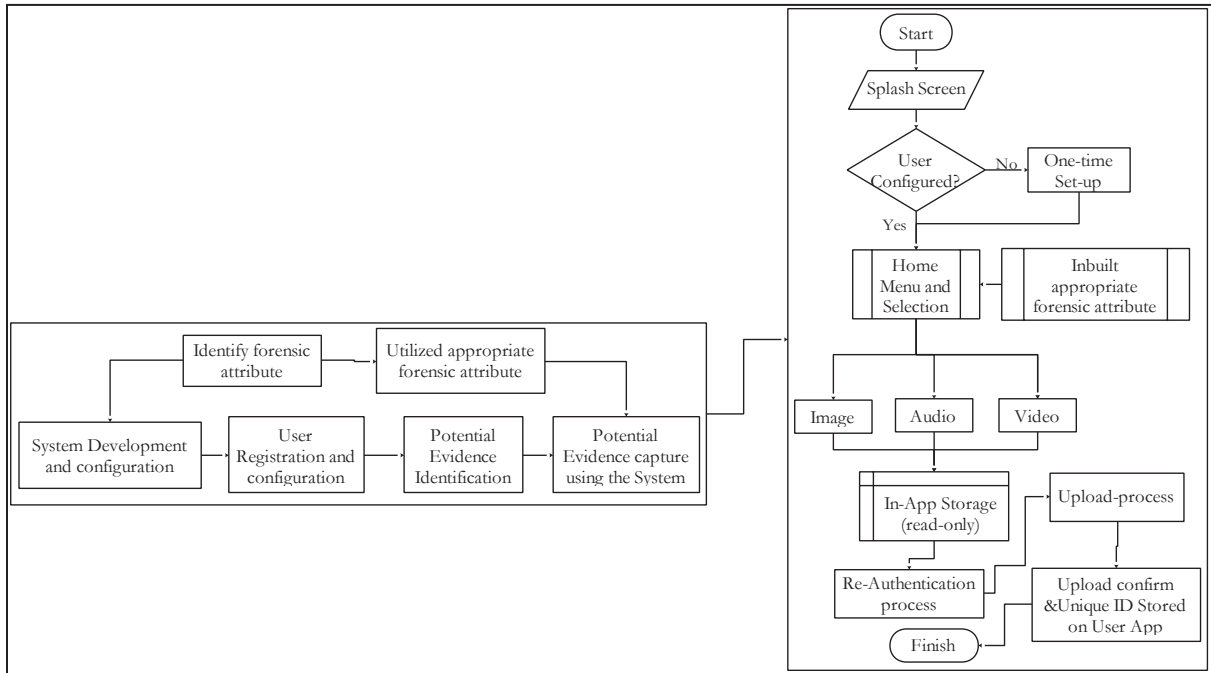 Identify forensic
attribute
Utilized appropriate
forensic attribute
System Development
and configuration
User
Registration and
configuration
Potential
Evidence
Identification
Potential
Evidence capture
using the System
Start
Splash Screen
User
Configured?
No
One-time
Set-up
Yes
Home
Menu and
Selection
Inbuilt
appropriate
forensic attribute
Image
Audio
Video
In-App Storage
(read-only)
Upload-process
Re-Authentication
process
Upload confirm
&Unique ID Stored
on User App
Finish